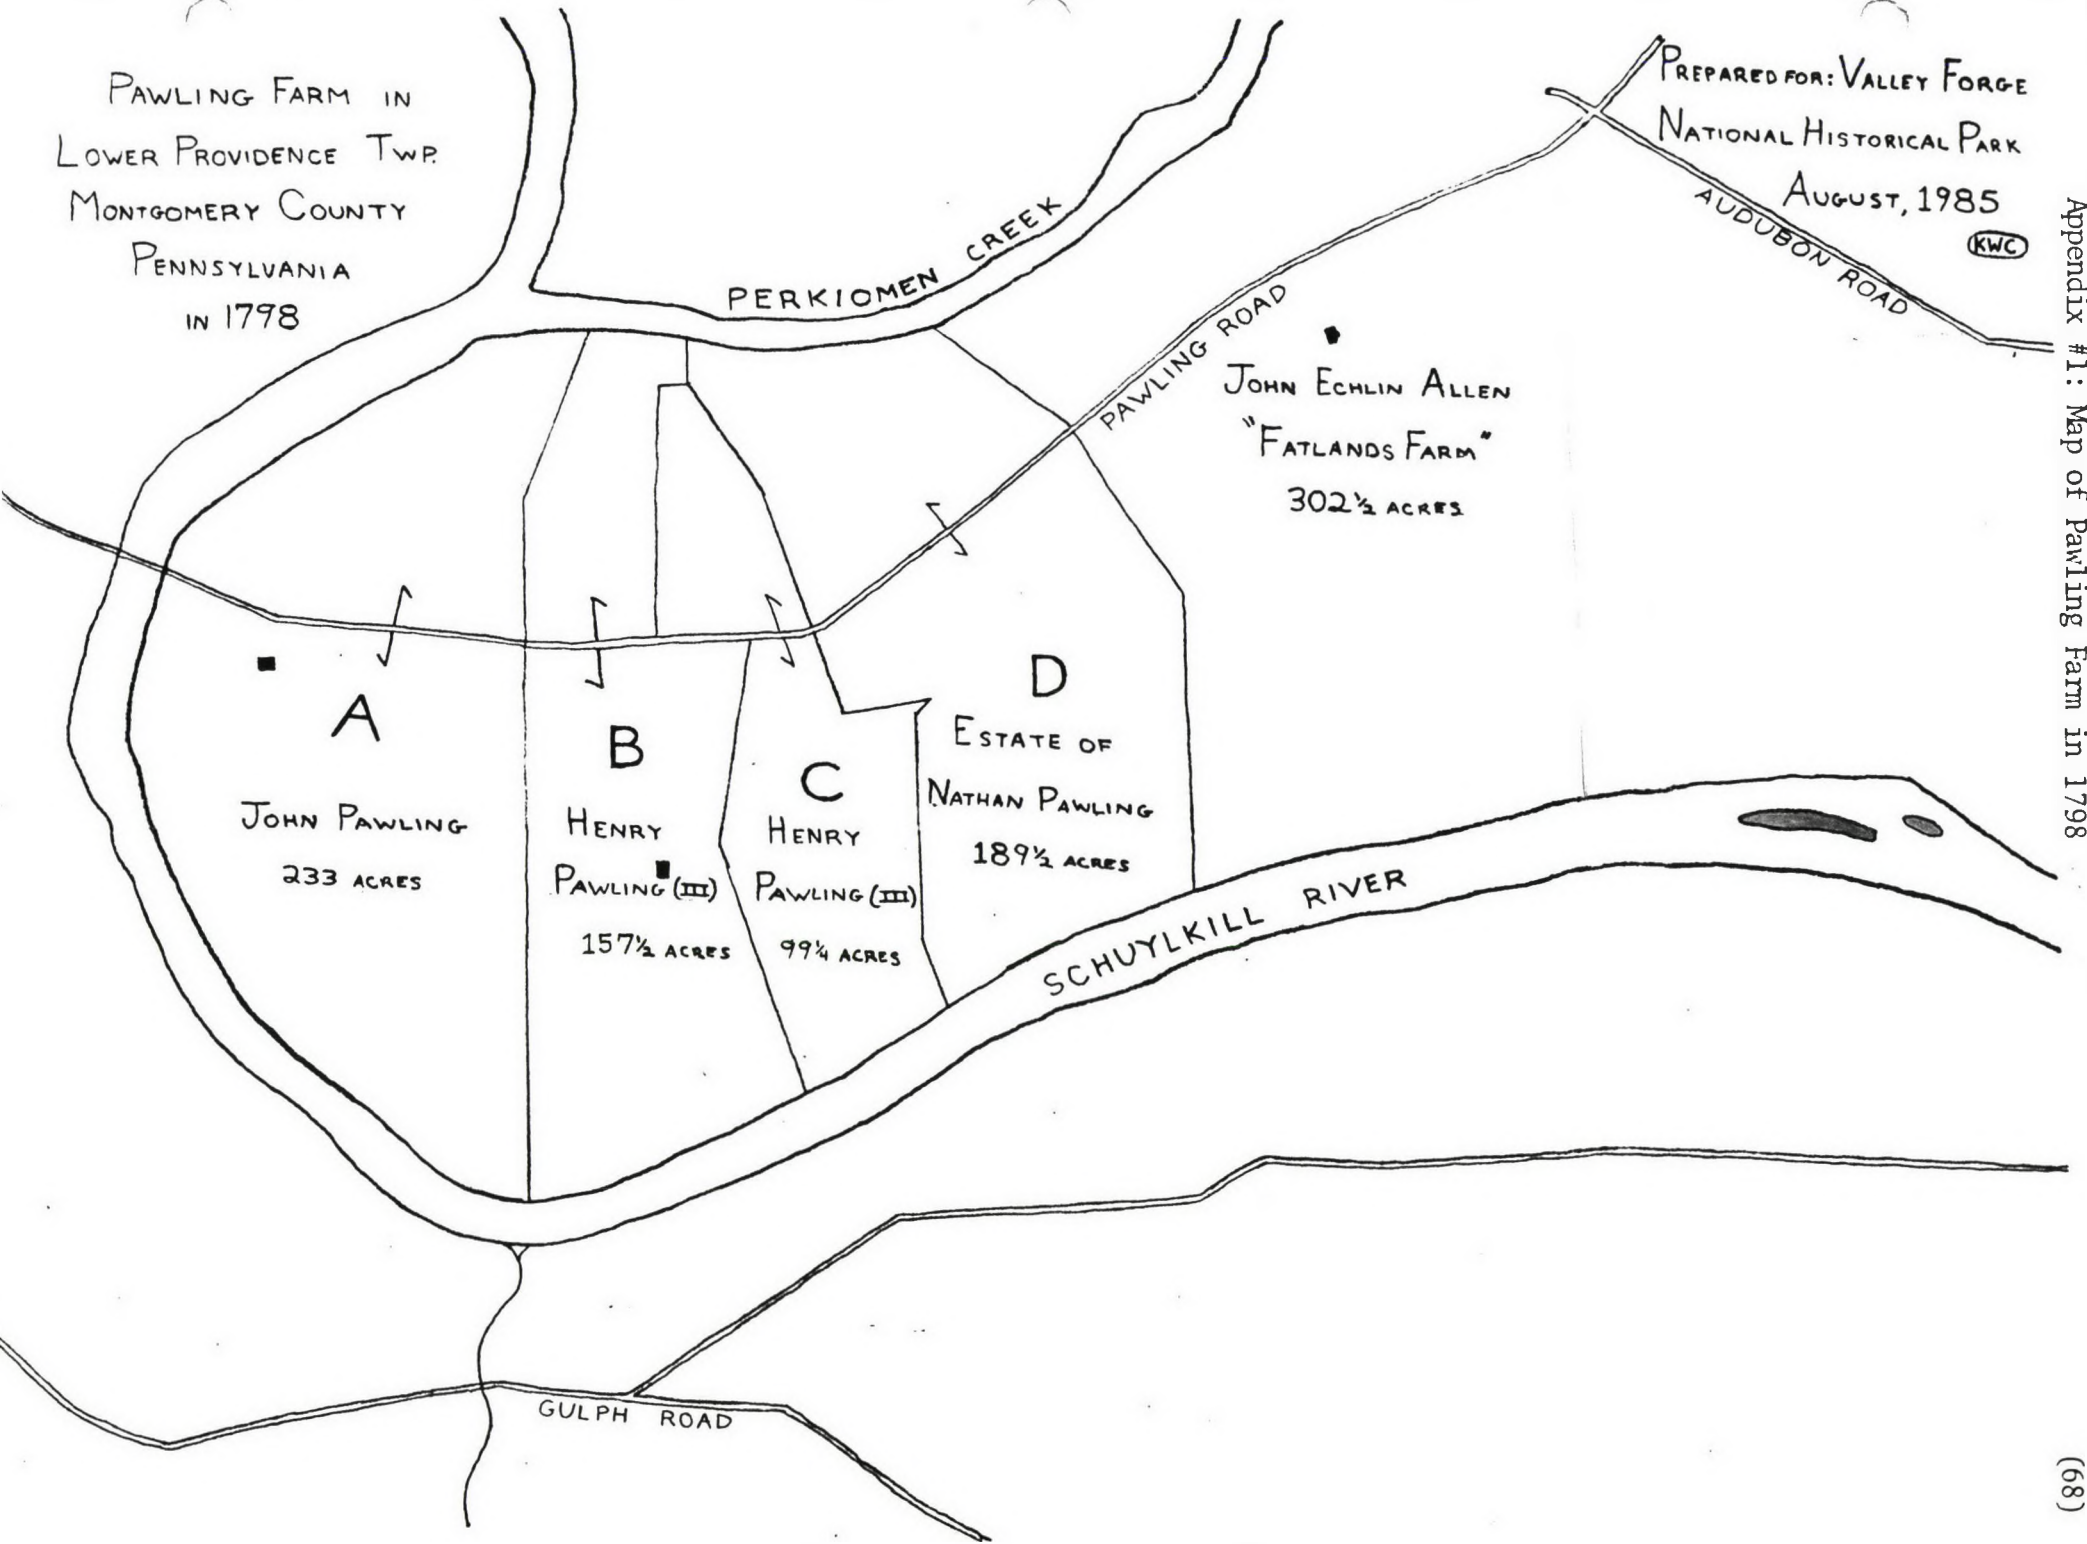 PAWLING FARM IN
LOWER PROVIDENCE TWP.
MONTGOMERY COUNTY
PENNSYLVANIA
IN 1798
PREPARED FOR: VALLEY FORGE
NATIONAL HISTORICAL PARK
AUGUST, 1985
KWC
AUDUBON ROAD
PERKIOMEN CREEK
PAWLING ROAD
JOHN ECHLIN ALLEN
"FATLANDS FARM"
302½ ACRES
A
JOHN PAWLING
233 ACRES
B
HENRY
PAWLING (III)
157½ ACRES
C
HENRY
PAWLING (III)
99¼ ACRES
D
ESTATE OF
NATHAN PAWLING
189½ ACRES
SCHUYLKILL RIVER
GULPH ROAD
Appendix #1: Map of Pawling Farm in 1798
(68)